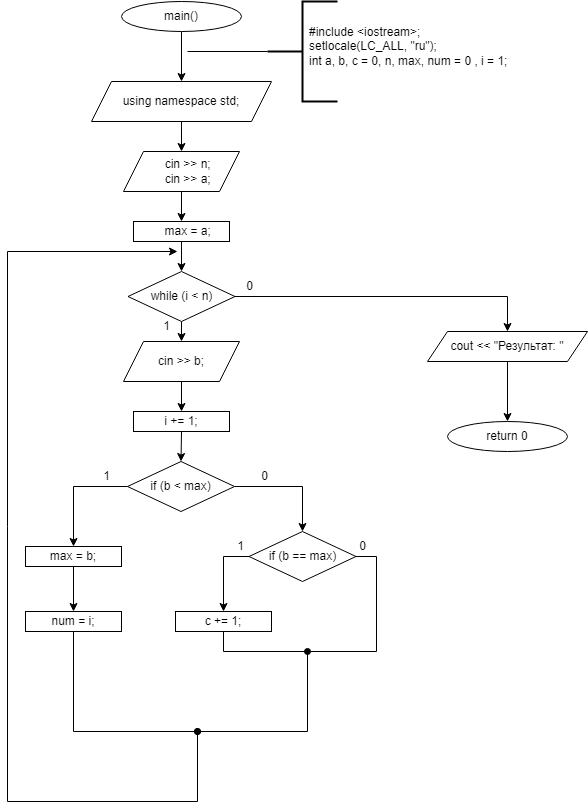 main()
#include <iostream>;
setlocale(LC_ALL, "ru");
int a, b, c = 0, n, max, num = 0 , i = 1;
using namespace std;
cin >> n;
cin >> a;
max = a;
while (i < n)
0
1
cin >> b;
cout << "Результат: "
i += 1;
return 0
if (b < max)
1
0
max = b;
if (b == max)
1
0
num = i;
c += 1;